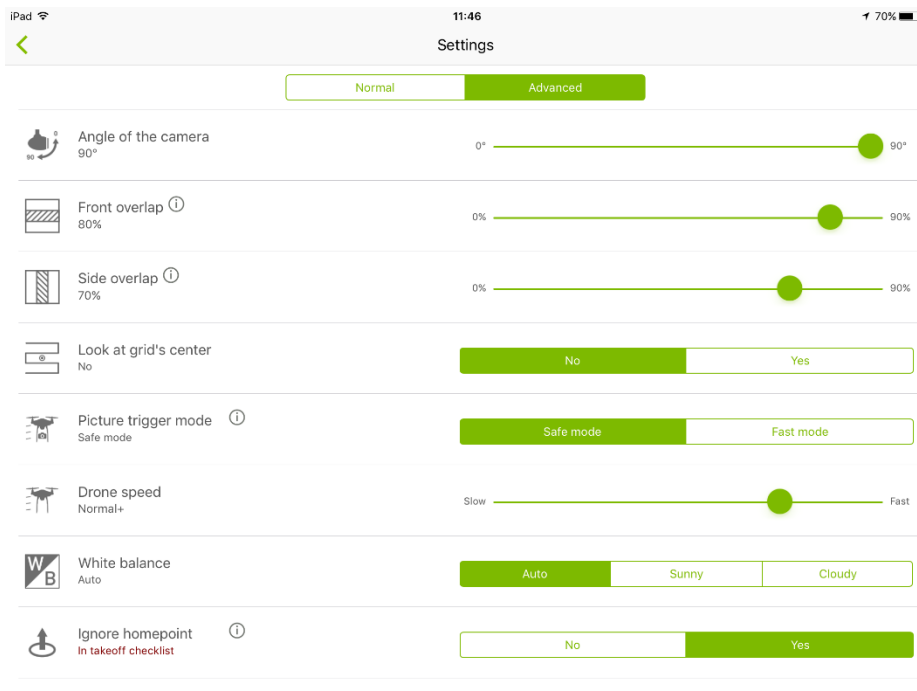 iPad 11:46 70%
Settings
Normal Advanced
Angle of the camera
90°
0° 90°
0
90
Front overlap
80%
0% 90%
Side overlap
70%
0% 90%
Look at grid's center
No
No Yes
Picture trigger mode
Safe mode
Safe mode Fast mode
Drone speed
Normal+
Slow Fast
W B
White balance
Auto
Auto Sunny Cloudy
Ignore homepoint
In takeoff checklist
No Yes